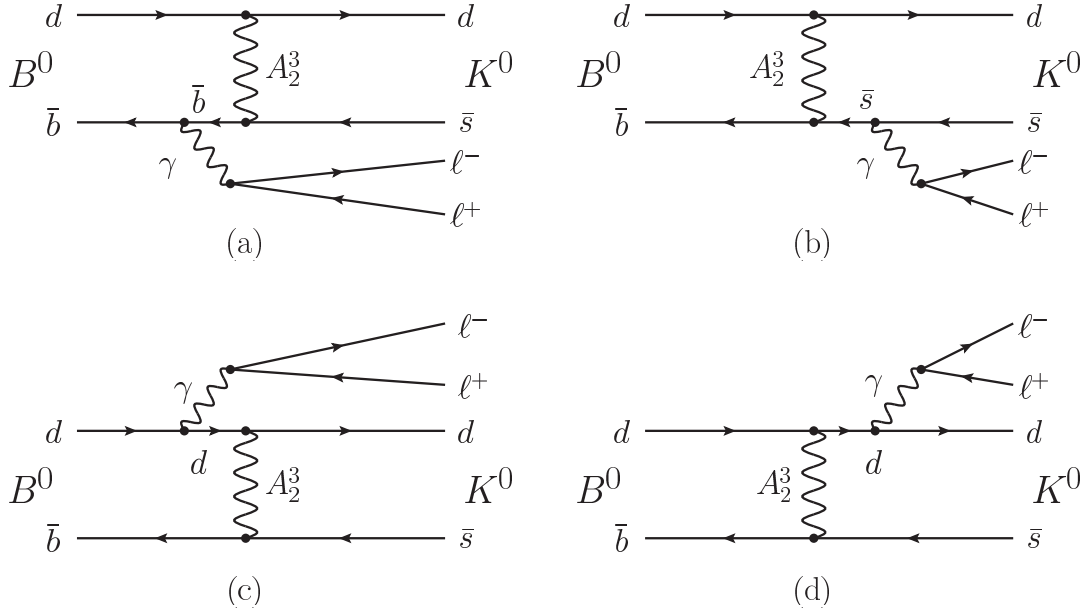 d d
A₂³
B⁰ K⁰
b̄
b̄ s̄
γ ℓ⁻
ℓ⁺
(a)
d d
A₂³
B⁰ K⁰
s̄
b̄ s̄
γ ℓ⁻
ℓ⁺
(b)
ℓ⁻
γ ℓ⁺
d d
d
A₂³
B⁰ K⁰
b̄ s̄
(c)
ℓ⁻
γ ℓ⁺
d d
d
A₂³
B⁰ K⁰
b̄ s̄
(d)